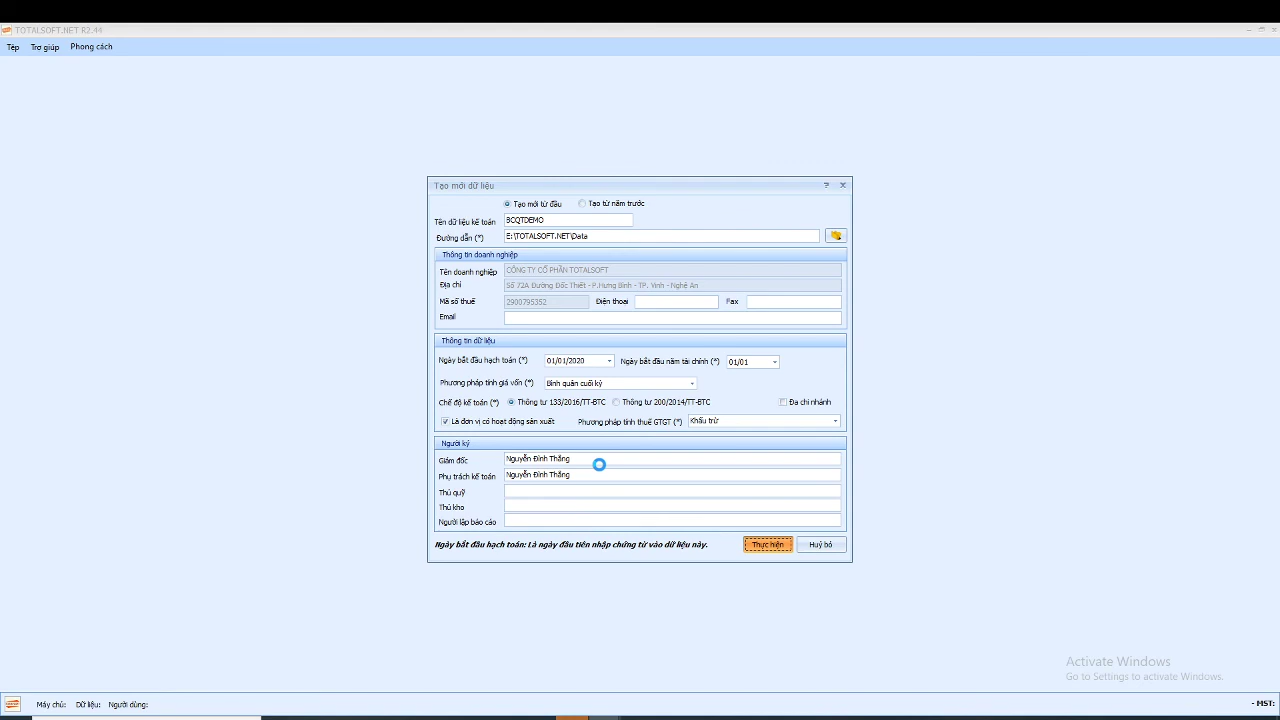 TOTALSOFT.NET R2.44
Tệp Trợ giúp Phong cách
Tạo mới dữ liệu
Tạo mới từ đầu Tạo từ năm trước
Tên dữ liệu kế toán BCQTDEMO
Đường dẫn (*) E:\TOTALSOFT.NET\Data
Thông tin doanh nghiệp
Tên doanh nghiệp CÔNG TY CỔ PHẦN TOTALSOFT
Địa chỉ Số 72A Đường Đốc Thiết - P.Hưng Bình - TP. Vinh - Nghệ An
Mã số thuế 2900795352 Điện thoại Fax
Email
Thông tin dữ liệu
Ngày bắt đầu hạch toán (*) 01/01/2020 Ngày bắt đầu năm tài chính (*) 01/01
Phương pháp tính giá vốn (*) Bình quân cuối kỳ
Chế độ kế toán (*) Thông tư 133/2016/TT-BTC Thông tư 200/2014/TT-BTC Đa chi nhánh
Là đơn vị có hoạt động sản xuất Phương pháp tính thuế GTGT (*) Khấu trừ
Người ký
Giám đốc Nguyễn Đình Thắng
Phụ trách kế toán Nguyễn Đình Thắng
Thủ quỹ
Thủ kho
Người lập báo cáo
Ngày bắt đầu hạch toán: Là ngày đầu tiên nhập chứng từ vào dữ liệu này. Thực hiện Huỷ bỏ
Activate Windows
Go to Settings to activate Windows.
Máy chủ: Dữ liệu: Người dùng: - MST: